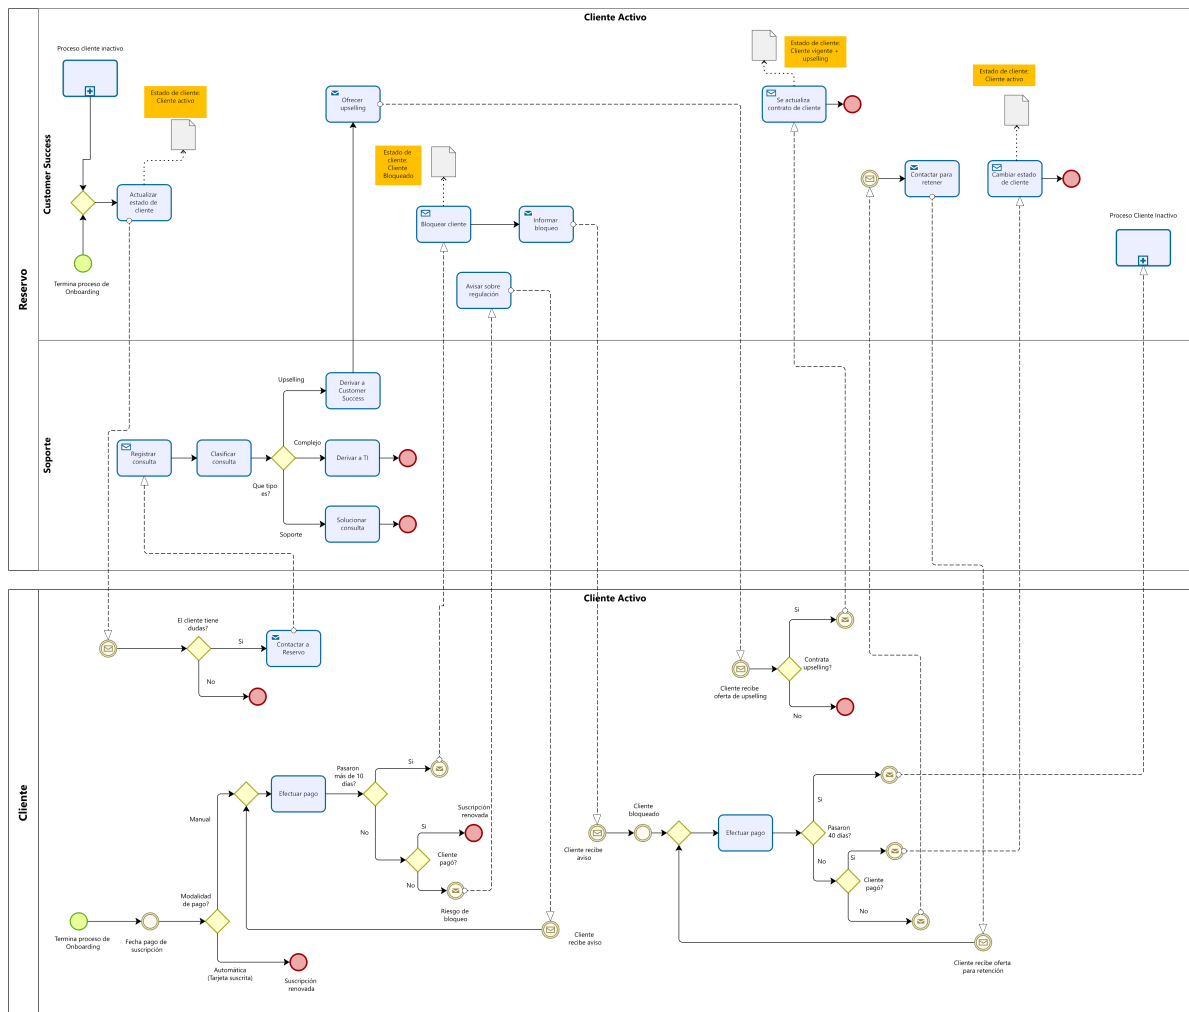 Cliente Activo
Reservo
Customer Success
Proceso cliente inactivo
Estado de cliente:
Cliente activo
Actualizar
estado de
cliente
Termina proceso de
Onboarding
Ofrecer
upselling
Estado de
cliente:
Cliente
Bloqueado
Bloquear cliente
Informar
bloqueo
Avisar sobre
regulación
Estado de cliente:
Cliente vigente +
upselling
Se actualiza
contrato de cliente
Estado de cliente:
Cliente activo
Contactar para
retener
Cambiar estado
de cliente
Proceso Cliente Inactivo
Soporte
Registrar
consulta
Clasificar
consulta
Que tipo
es?
Upselling
Derivar a
Customer
Success
Complejo
Derivar a TI
Soporte
Solucionar
consulta
Cliente Activo
Cliente
El cliente tiene
dudas?
Si
Contactar a
Reservo
No
Cliente recibe
oferta de upselling
Contrata
upselling?
Si
No
Termina proceso de
Onboarding
Fecha pago de
suscripción
Modalidad
de pago?
Manual
Automática
(Tarjeta suscrita)
Suscripción
renovada
Efectuar pago
Pasaron
más de 10
días?
Si
No
Cliente
pagó?
Si
Suscripción
renovada
No
Riesgo de
bloqueo
Cliente
recibe aviso
Cliente recibe
aviso
Cliente
bloqueado
Efectuar pago
Pasaron
40 días?
Si
No
Cliente
pagó?
Si
No
Cliente recibe oferta
para retención